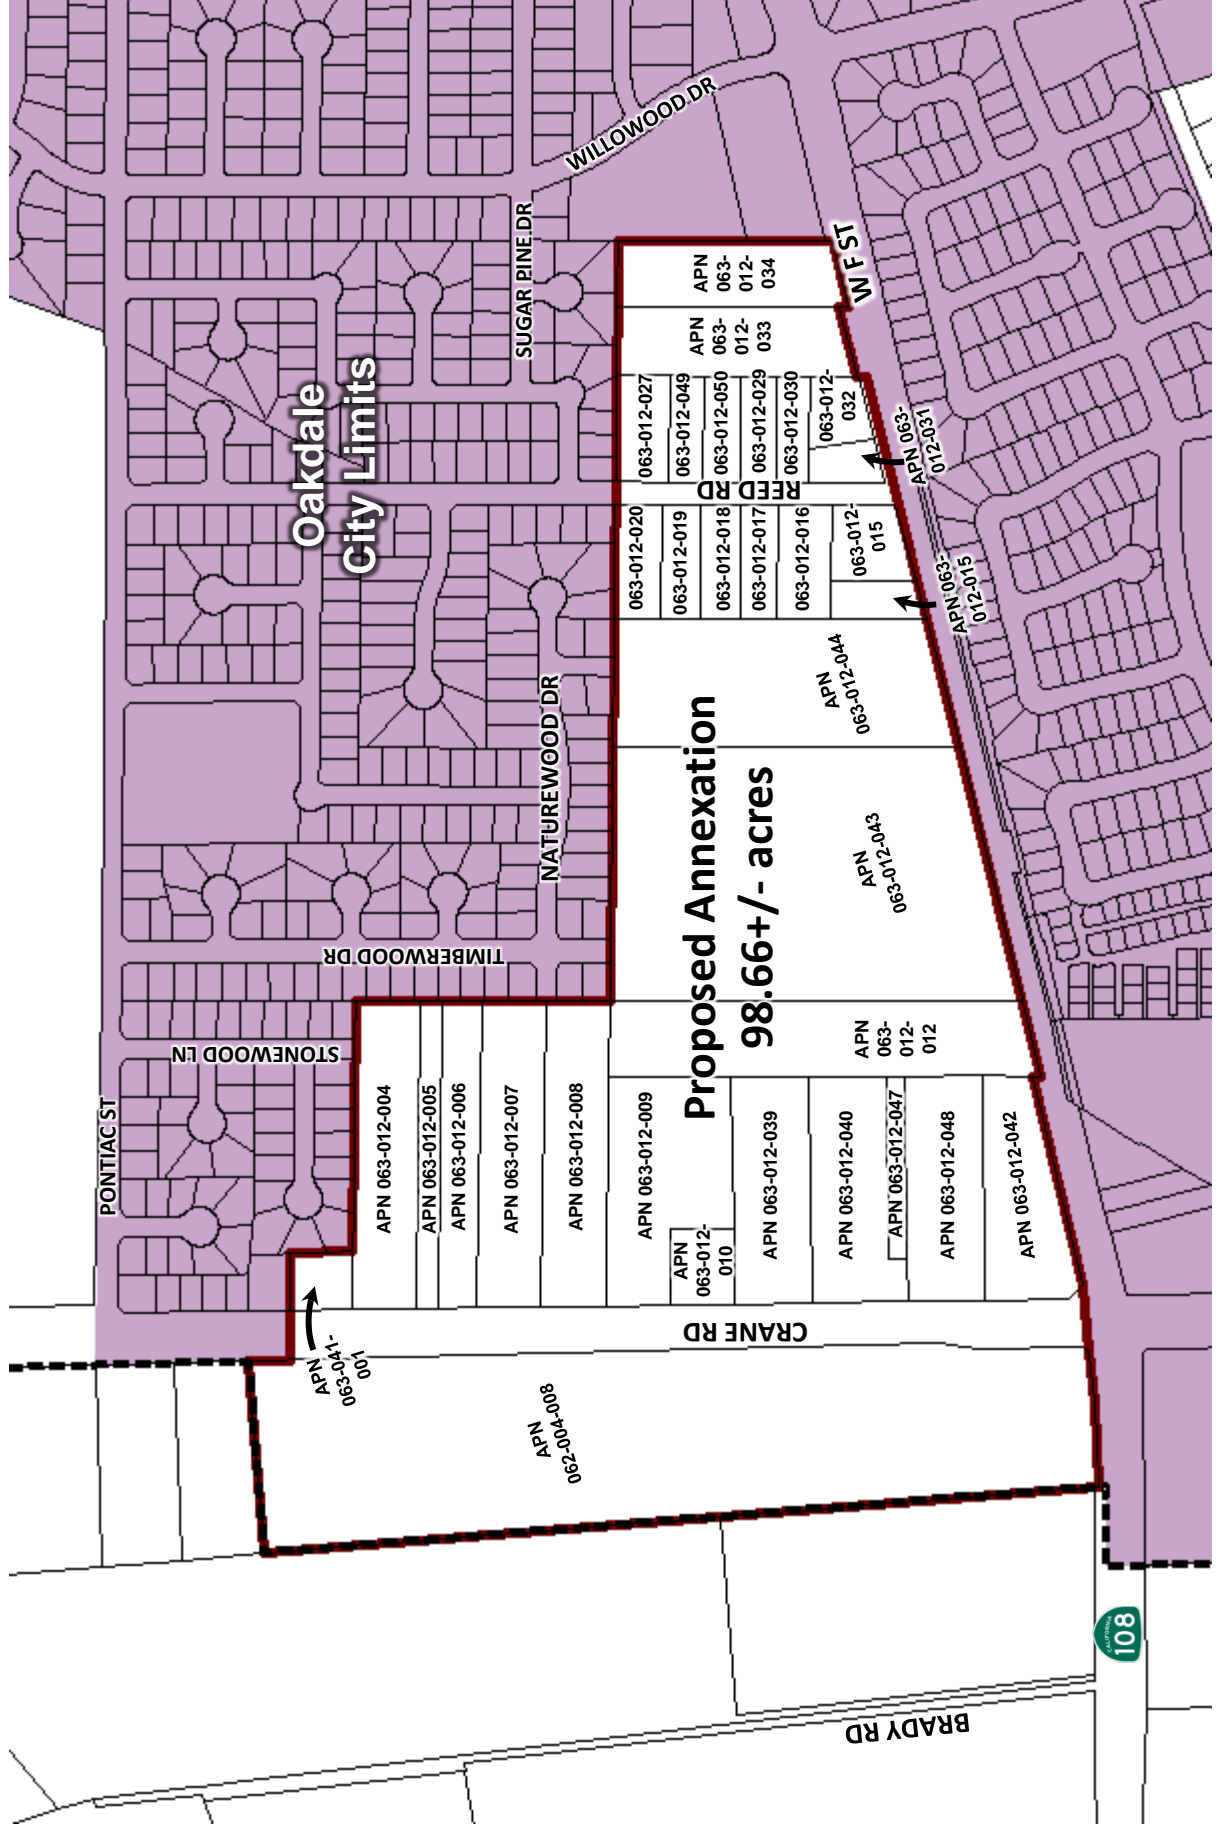 Oakdale
City Limits
Proposed Annexation
98.66+/- acres
PONTIAC ST
STONEWOOD LN
TIMBERWOOD DR
NATUREWOOD DR
SUGAR PINE DR
WILLOWOOD DR
W F ST
REED RD
CRANE RD
BRADY RD
CALIFORNIA
108
APN
062-004-008
APN
063-041-
001
APN 063-012-004
APN 063-012-005
APN 063-012-006
APN 063-012-007
APN 063-012-008
APN 063-012-009
APN
063-012-
010
APN 063-012-039
APN 063-012-040
APN 063-012-047
APN 063-012-048
APN 063-012-042
APN
063-
012-
012
APN
063-012-043
APN
063-012-044
063-012-020
063-012-019
063-012-018
063-012-017
063-012-016
063-012-
015
APN 063-
012-015
063-012-027
063-012-049
063-012-050
063-012-029
063-012-030
063-012-
032
APN 063-
012-031
APN
063-
012-
033
APN
063-
012-
034